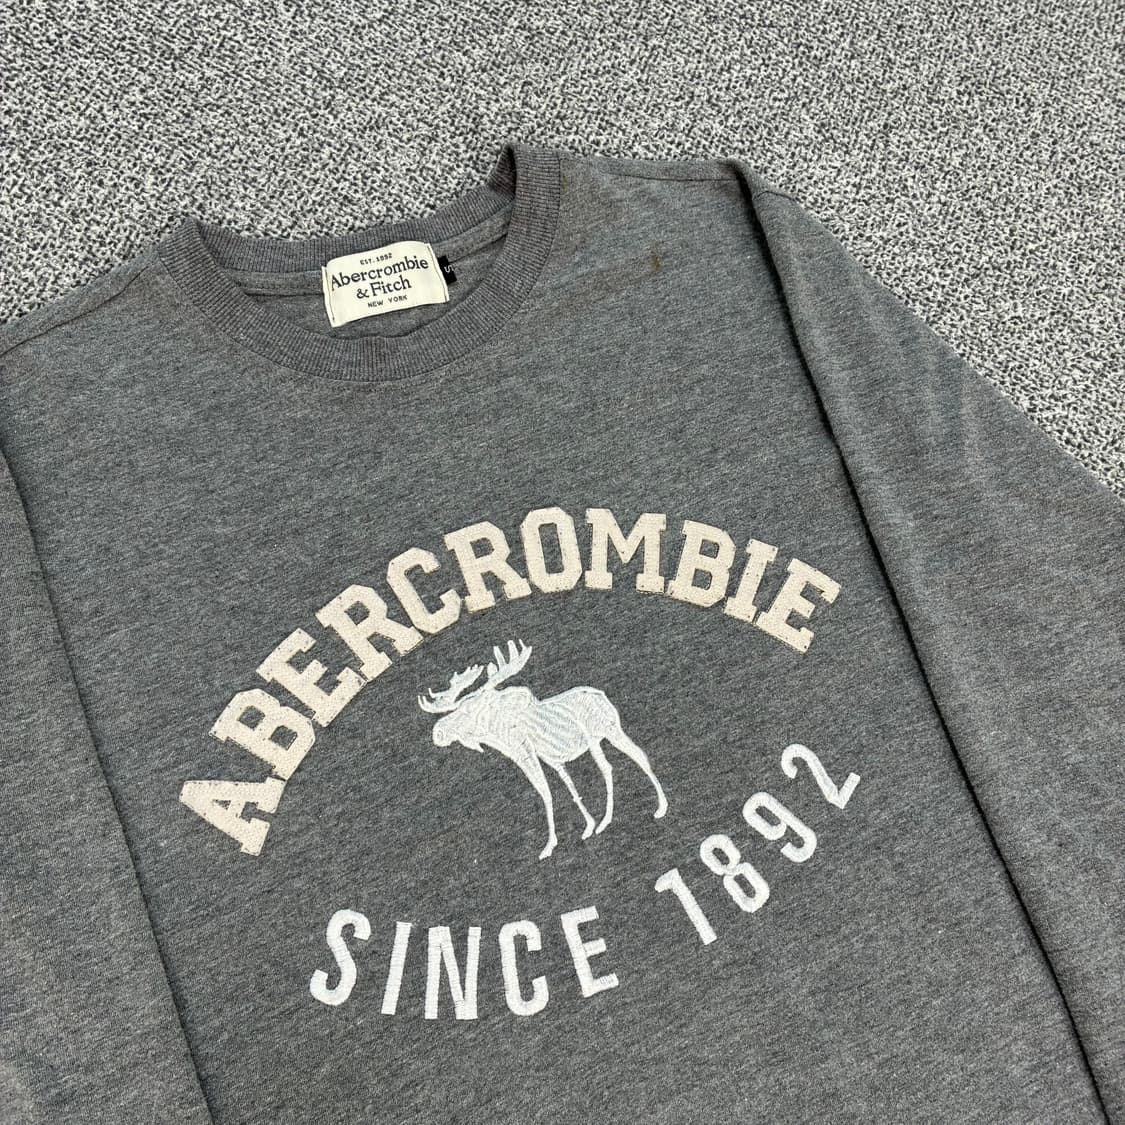 EST. 1892
Abercrombie
& Fitch
NEW YORK
S
ABERCROMBIE
SINCE 1892